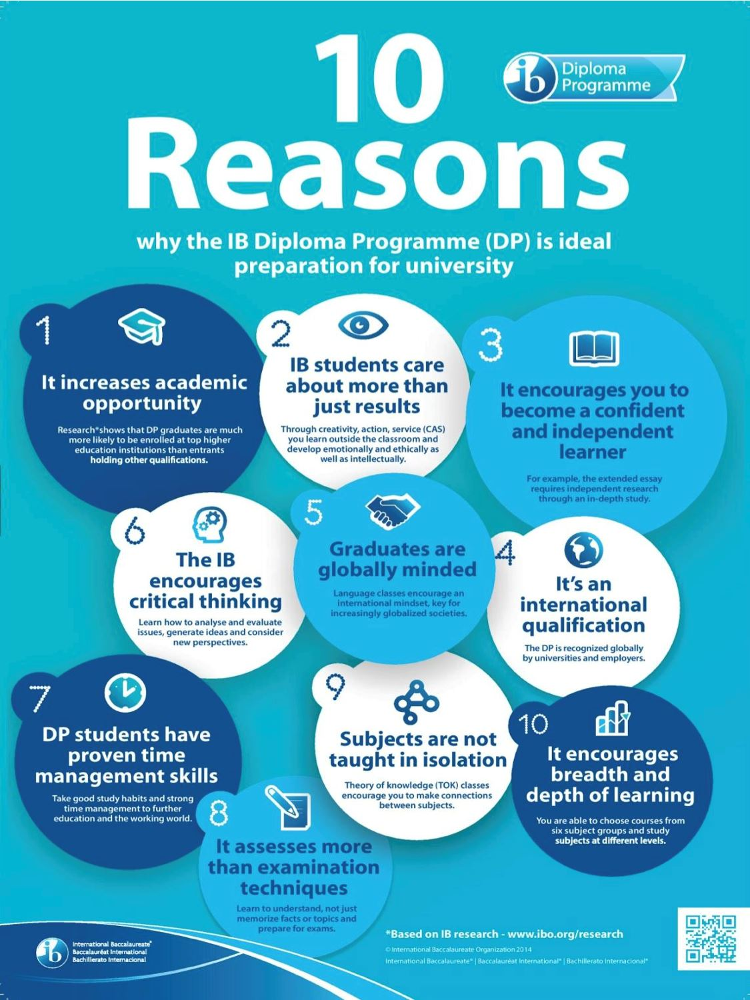 10
Reasons
ib
Diploma
Programme
why the IB Diploma Programme (DP) is ideal
preparation for university
1
It increases academic
opportunity
Research*shows that DP graduates are much
more likely to be enrolled at top higher
education institutions than entrants
holding other qualifications.
2
IB students care
about more than
just results
Through creativity, action, service (CAS)
you learn outside the classroom and
develop emotionally and ethically as
well as intellectually.
3
It encourages you to
become a confident
and independent
learner
For example, the extended essay
requires independent research
through an in-depth study.
4
It's an
international
qualification
The DP is recognized globally
by universities and employers.
5
Graduates are
globally minded
Language classes encourage an
international mindset, key for
increasingly globalized societies.
6
The IB
encourages
critical thinking
Learn how to analyse and evaluate
issues, generate ideas and consider
new perspectives.
7
DP students have
proven time
management skills
Take good study habits and strong
time management to further
education and the working world.
8
It assesses more
than examination
techniques
Learn to understand, not just
memorize facts or topics and
prepare for exams.
9
Subjects are not
taught in isolation
Theory of knowledge (TOK) classes
encourage you to make connections
between subjects.
10
It encourages
breadth and
depth of learning
You are able to choose courses from
six subject groups and study
subjects at different levels.
ib
International Baccalaureate®
Baccalauréat International
Bachillerato Internacional
*Based on IB research - www.ibo.org/research
© International Baccalaureate Organization 2014
International Baccalaureate® | Baccalauréat International® | Bachillerato Internacional®